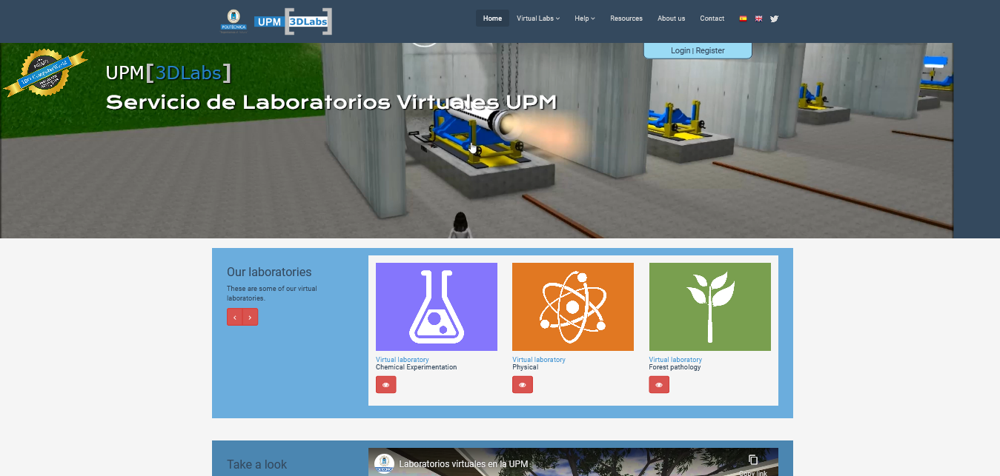 POLITÉCNICA
UPM [3DLabs]
Home
Virtual Labs
Help
Resources
About us
Contact
Login | Register
UPM[3DLabs]
Servicio de Laboratorios Virtuales UPM
Our laboratories
These are some of our virtual
laboratories.
Virtual laboratory
Chemical Experimentation
Virtual laboratory
Physical
Virtual laboratory
Forest pathology
Take a look
POLITÉCNICA
Laboratorios virtuales en la UPM
Copy link